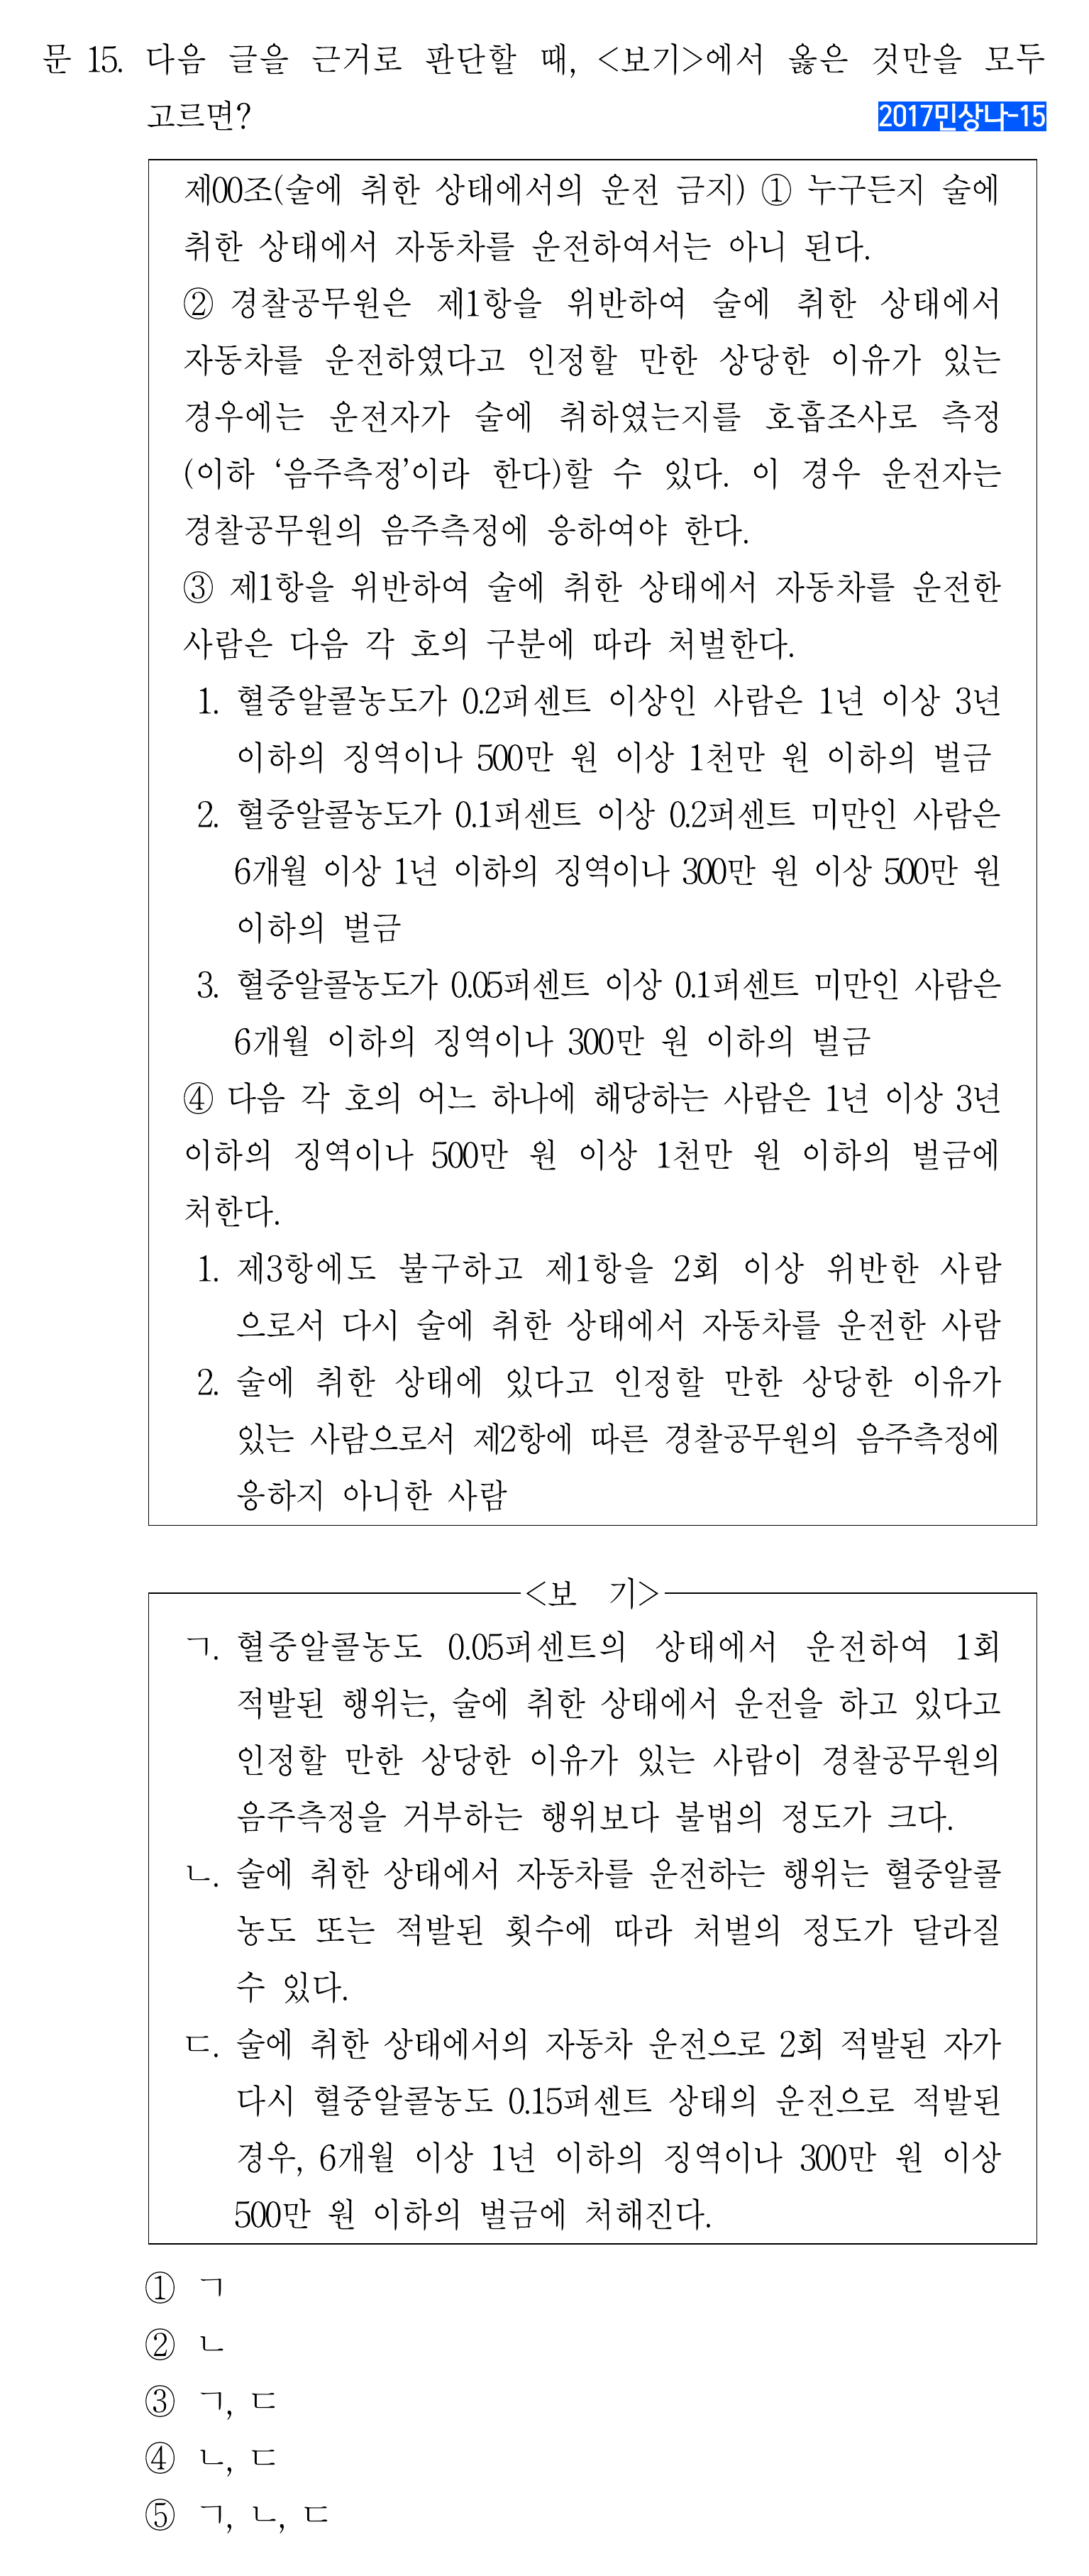 문 15. 다음 글을 근거로 판단할 때, <보기>에서 옳은 것만을 모두
고르면?
2017민상나-15
제00조(술에 취한 상태에서의 운전 금지) ① 누구든지 술에
취한 상태에서 자동차를 운전하여서는 아니 된다.
② 경찰공무원은 제1항을 위반하여 술에 취한 상태에서
자동차를 운전하였다고 인정할 만한 상당한 이유가 있는
경우에는 운전자가 술에 취하였는지를 호흡조사로 측정
(이하 ‘음주측정’이라 한다)할 수 있다. 이 경우 운전자는
경찰공무원의 음주측정에 응하여야 한다.
③ 제1항을 위반하여 술에 취한 상태에서 자동차를 운전한
사람은 다음 각 호의 구분에 따라 처벌한다.
1. 혈중알콜농도가 0.2퍼센트 이상인 사람은 1년 이상 3년
이하의 징역이나 500만 원 이상 1천만 원 이하의 벌금
2. 혈중알콜농도가 0.1퍼센트 이상 0.2퍼센트 미만인 사람은
6개월 이상 1년 이하의 징역이나 300만 원 이상 500만 원
이하의 벌금
3. 혈중알콜농도가 0.05퍼센트 이상 0.1퍼센트 미만인 사람은
6개월 이하의 징역이나 300만 원 이하의 벌금
④ 다음 각 호의 어느 하나에 해당하는 사람은 1년 이상 3년
이하의 징역이나 500만 원 이상 1천만 원 이하의 벌금에
처한다.
1. 제3항에도 불구하고 제1항을 2회 이상 위반한 사람
으로서 다시 술에 취한 상태에서 자동차를 운전한 사람
2. 술에 취한 상태에 있다고 인정할 만한 상당한 이유가
있는 사람으로서 제2항에 따른 경찰공무원의 음주측정에
응하지 아니한 사람
<보 기>
ㄱ. 혈중알콜농도 0.05퍼센트의 상태에서 운전하여 1회
적발된 행위는, 술에 취한 상태에서 운전을 하고 있다고
인정할 만한 상당한 이유가 있는 사람이 경찰공무원의
음주측정을 거부하는 행위보다 불법의 정도가 크다.
ㄴ. 술에 취한 상태에서 자동차를 운전하는 행위는 혈중알콜
농도 또는 적발된 횟수에 따라 처벌의 정도가 달라질
수 있다.
ㄷ. 술에 취한 상태에서의 자동차 운전으로 2회 적발된 자가
다시 혈중알콜농도 0.15퍼센트 상태의 운전으로 적발된
경우, 6개월 이상 1년 이하의 징역이나 300만 원 이상
500만 원 이하의 벌금에 처해진다.
① ㄱ
② ㄴ
③ ㄱ, ㄷ
④ ㄴ, ㄷ
⑤ ㄱ, ㄴ, ㄷ